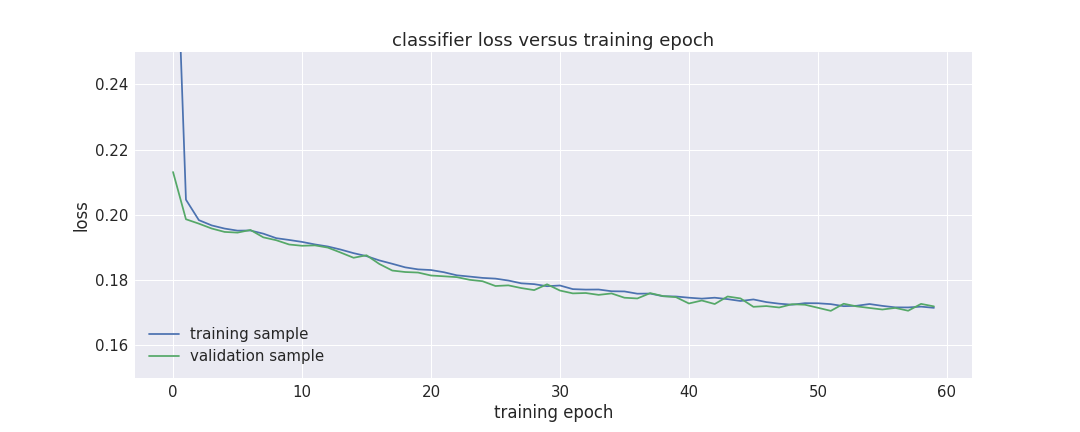 classifier loss versus training epoch
0.24
0.22
0.20
0.18
0.16
loss
training sample
validation sample
0 10 20 30 40 50 60
training epoch